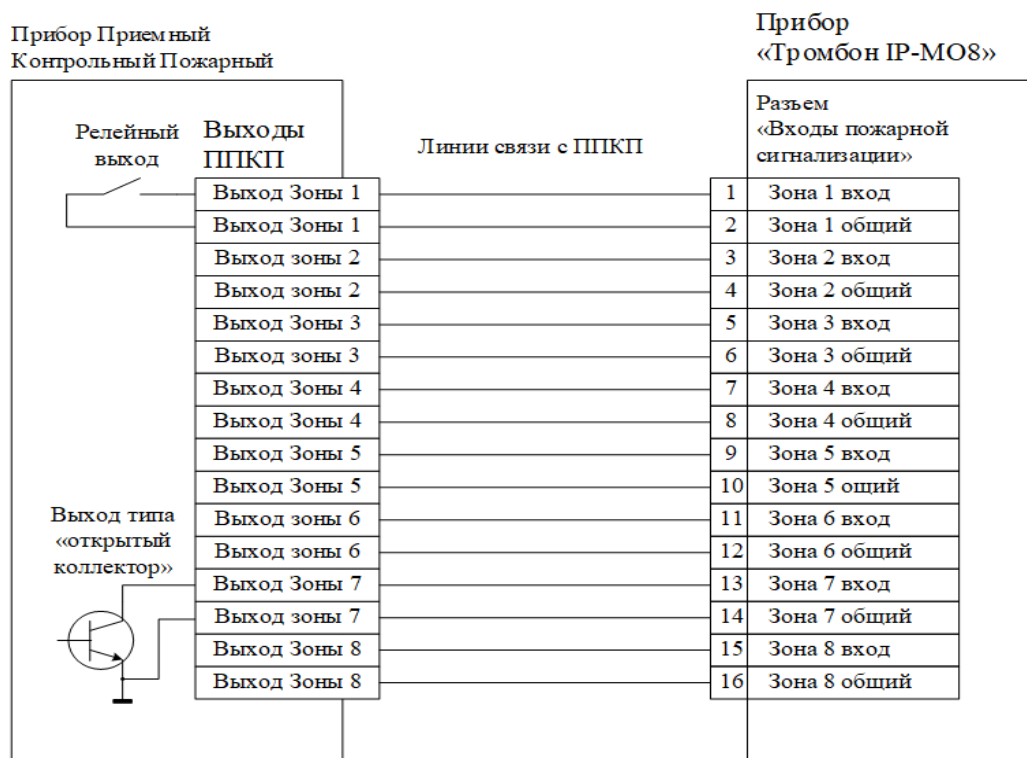 Прибор Приемный
Контрольный Пожарный
Прибор
«Тромбон IP-МО8»
Релейный
выход
Выходы
ППКП
Линии связи с ППКП
Разъем
«Входы пожарной
сигнализации»
Выход Зоны 1 1 Зона 1 вход
Выход Зоны 1 2 Зона 1 общий
Выход зоны 2 3 Зона 2 вход
Выход зоны 2 4 Зона 2 общий
Выход Зоны 3 5 Зона 3 вход
Выход зоны 3 6 Зона 3 общий
Выход Зоны 4 7 Зона 4 вход
Выход Зоны 4 8 Зона 4 общий
Выход Зоны 5 9 Зона 5 вход
Выход Зоны 5 10 Зона 5 ощий
Выход зоны 6 11 Зона 6 вход
Выход зоны 6 12 Зона 6 общий
Выход Зоны 7 13 Зона 7 вход
Выход зоны 7 14 Зона 7 общий
Выход Зоны 8 15 Зона 8 вход
Выход Зоны 8 16 Зона 8 общий
Выход типа
«открытый
коллектор»